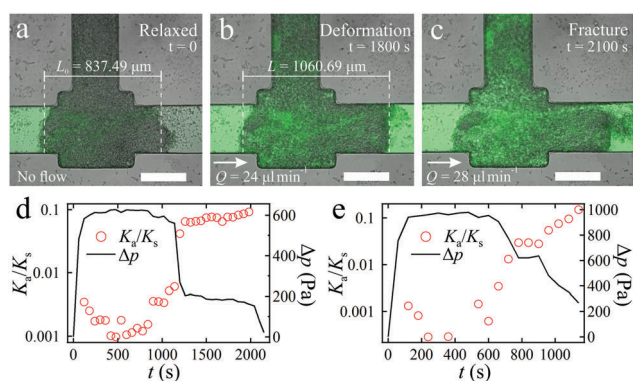 a Relaxed
t = 0
L₀ = 837.49 μm
No flow
b Deformation
t = 1800 s
L = 1060.69 μm
Q = 24 μl min⁻¹
c Fracture
t = 2100 s
Q = 28 μl min⁻¹
d
Kₐ/Kₛ
0.1
0.01
0.001
Kₐ/Kₛ
Δp
600
400
200
0
Δp (Pa)
0 500 1000 1500 2000
t (s)
e
Kₐ/Kₛ
0.1
0.01
0.001
Kₐ/Kₛ
Δp
1000
800
600
400
200
0
Δp (Pa)
0 200 400 600 800 1000
t (s)